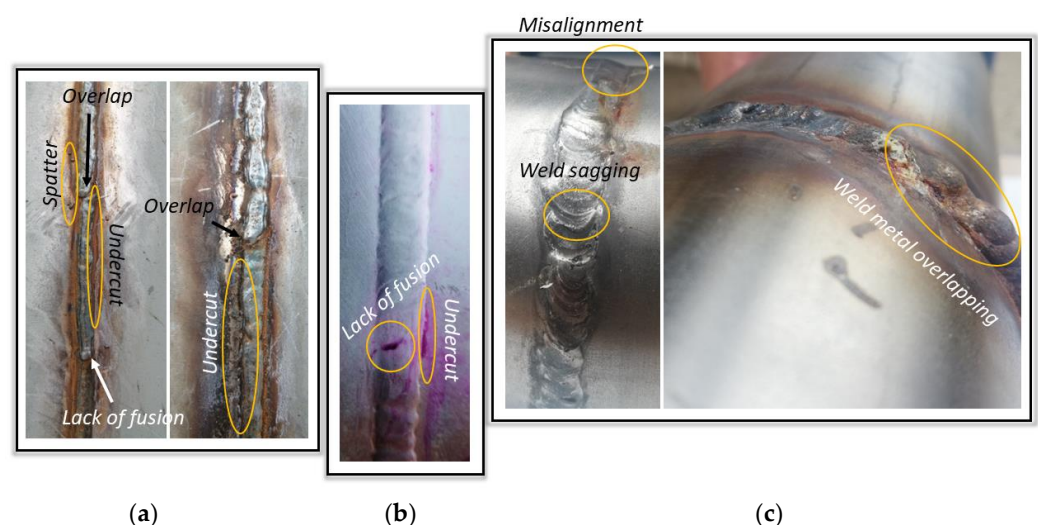 Misalignment
Overlap
Spatter
Undercut
Lack of fusion
Overlap
Undercut
Lack of fusion
Undercut
Weld sagging
Weld metal overlapping
(a)
(b)
(c)